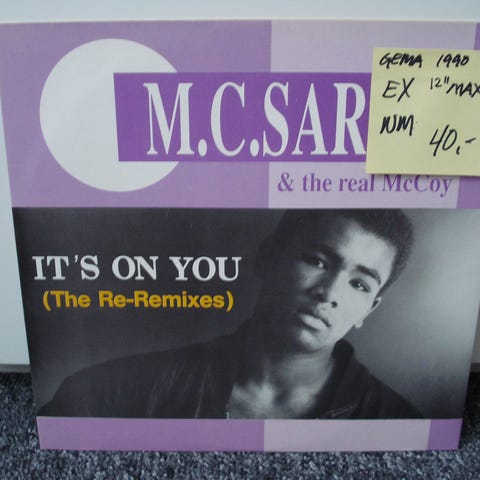 M.C.SAR
& the real McCoy
IT'S ON YOU
(The Re-Remixes)
GEMA 1990
EX 12" MAX
NM 40,-